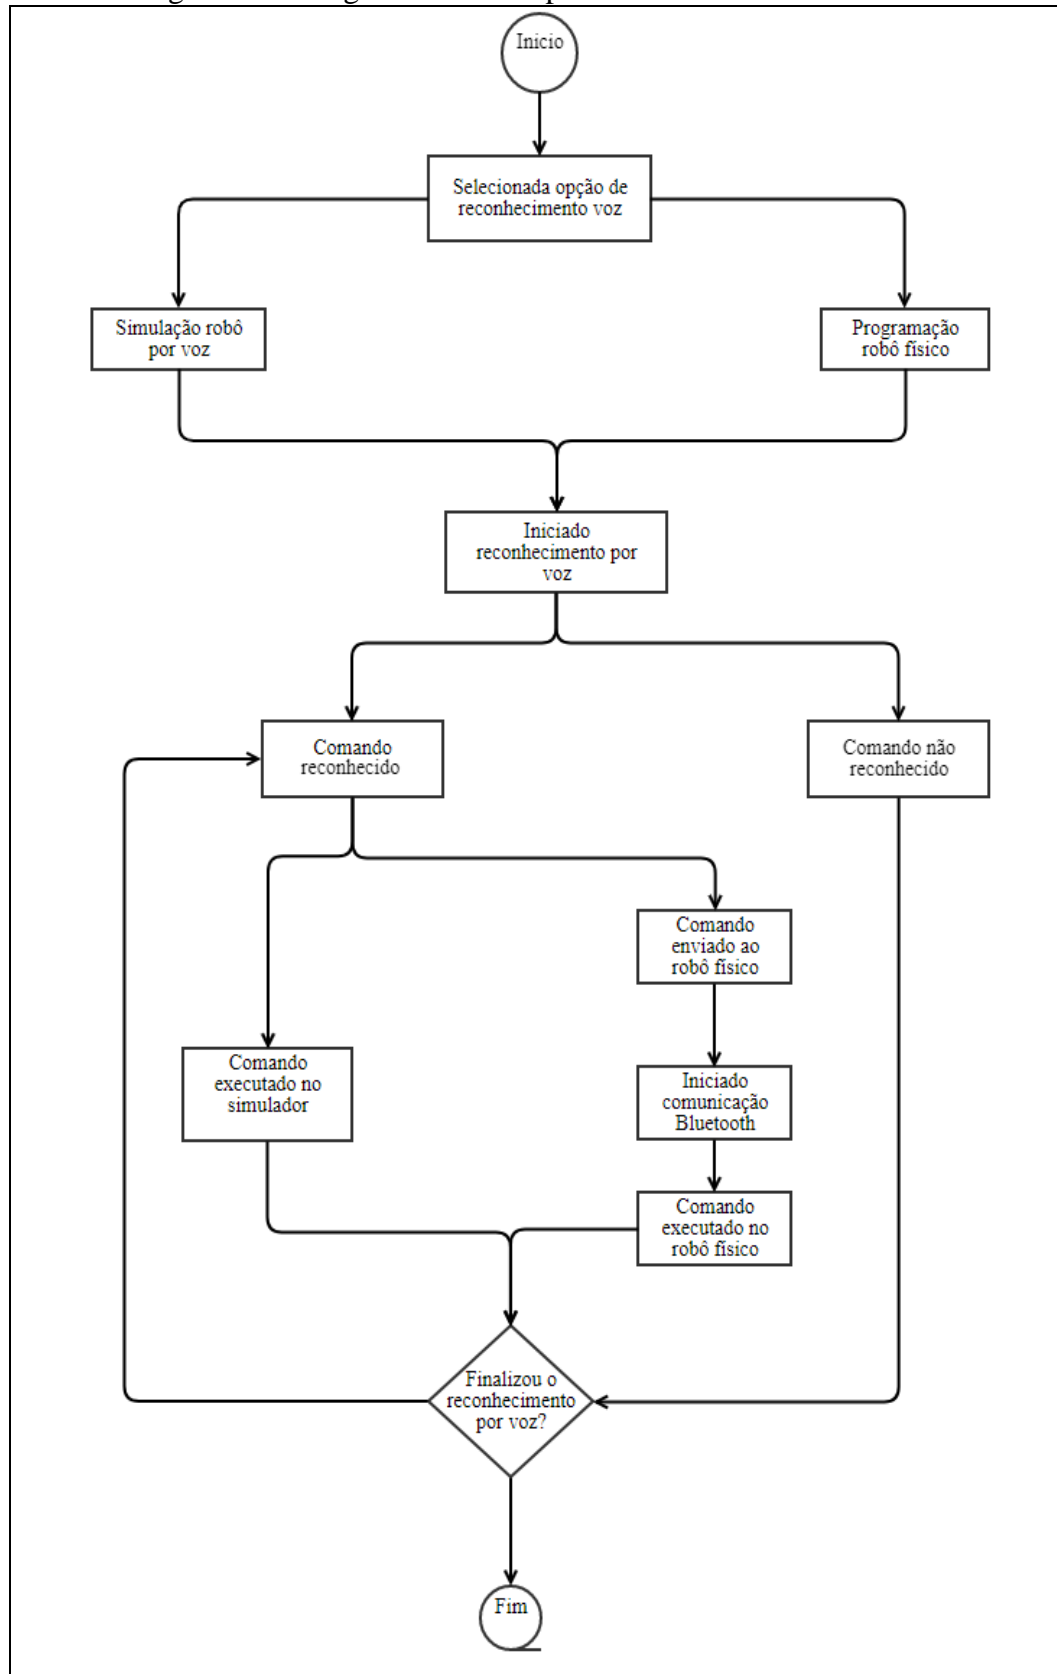 Inicio
Selecionada opção de
reconhecimento voz
Simulação robô
por voz
Programação
robô físico
Iniciado
reconhecimento por
voz
Comando
reconhecido
Comando não
reconhecido
Comando
enviado ao
robô físico
Comando
executado no
simulador
Iniciado
comunicação
Bluetooth
Comando
executado no
robô físico
Finalizou o
reconhecimento
por voz?
Fim